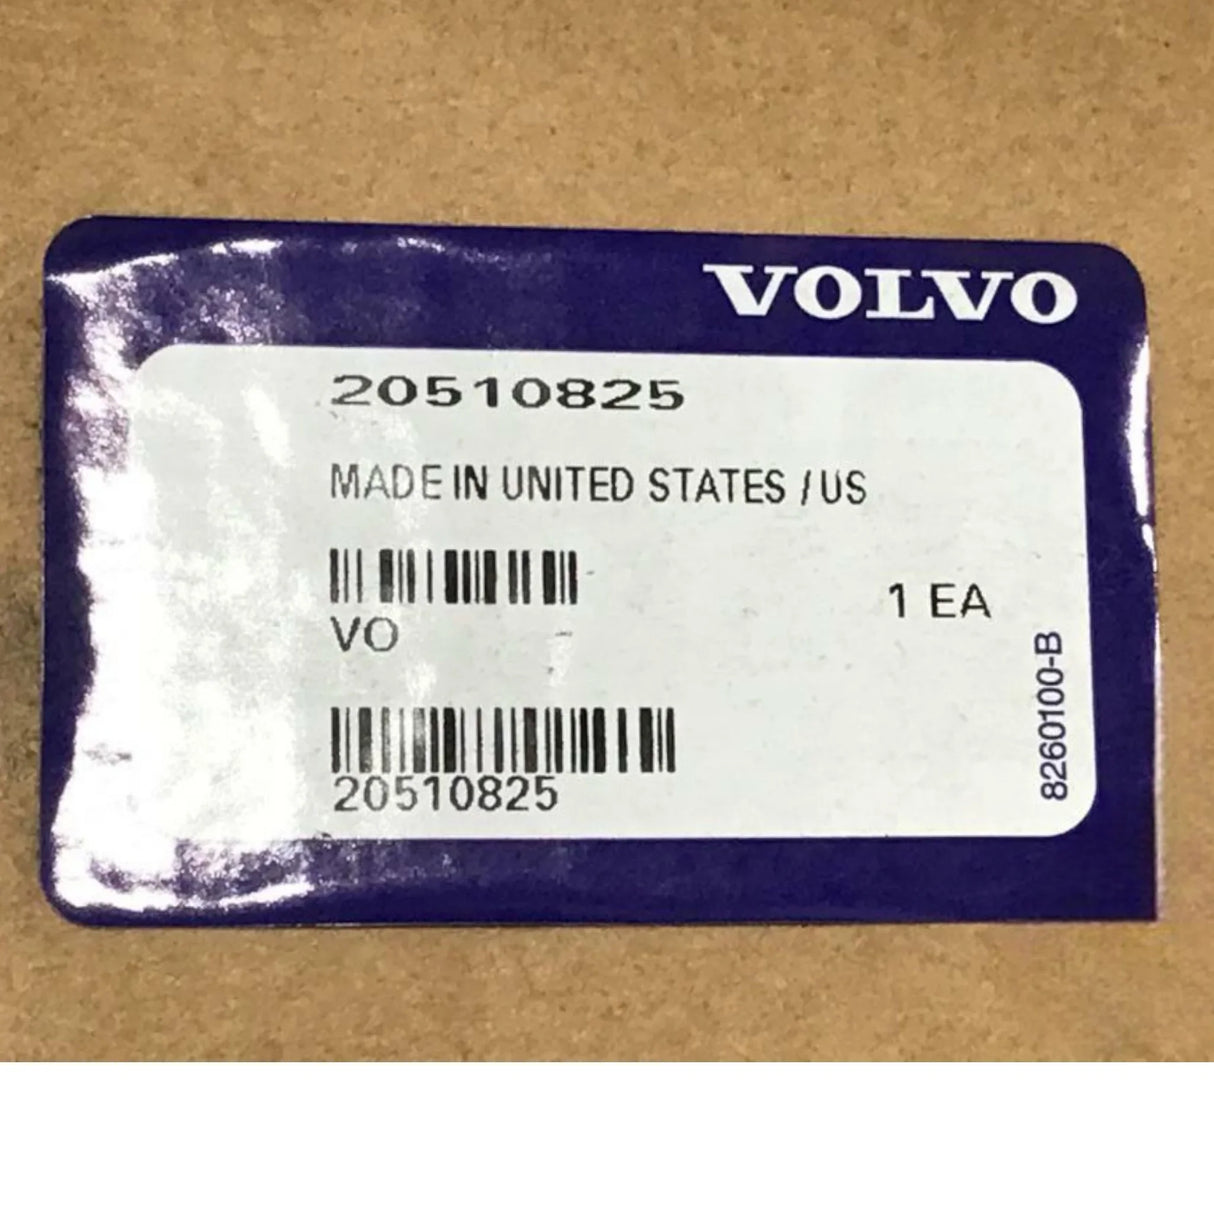 VOLVO
20510825
MADE IN UNITED STATES / US
1 EA
VO
20510825
8260100-B